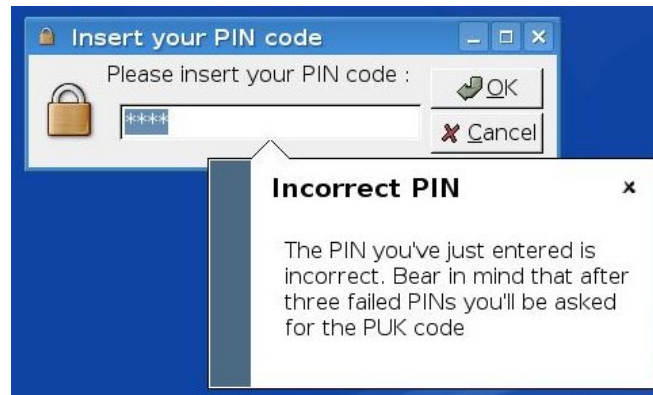 Insert your PIN code
Please insert your PIN code :
****
OK
Cancel
Incorrect PIN
The PIN you've just entered is
incorrect. Bear in mind that after
three failed PINs you'll be asked
for the PUK code